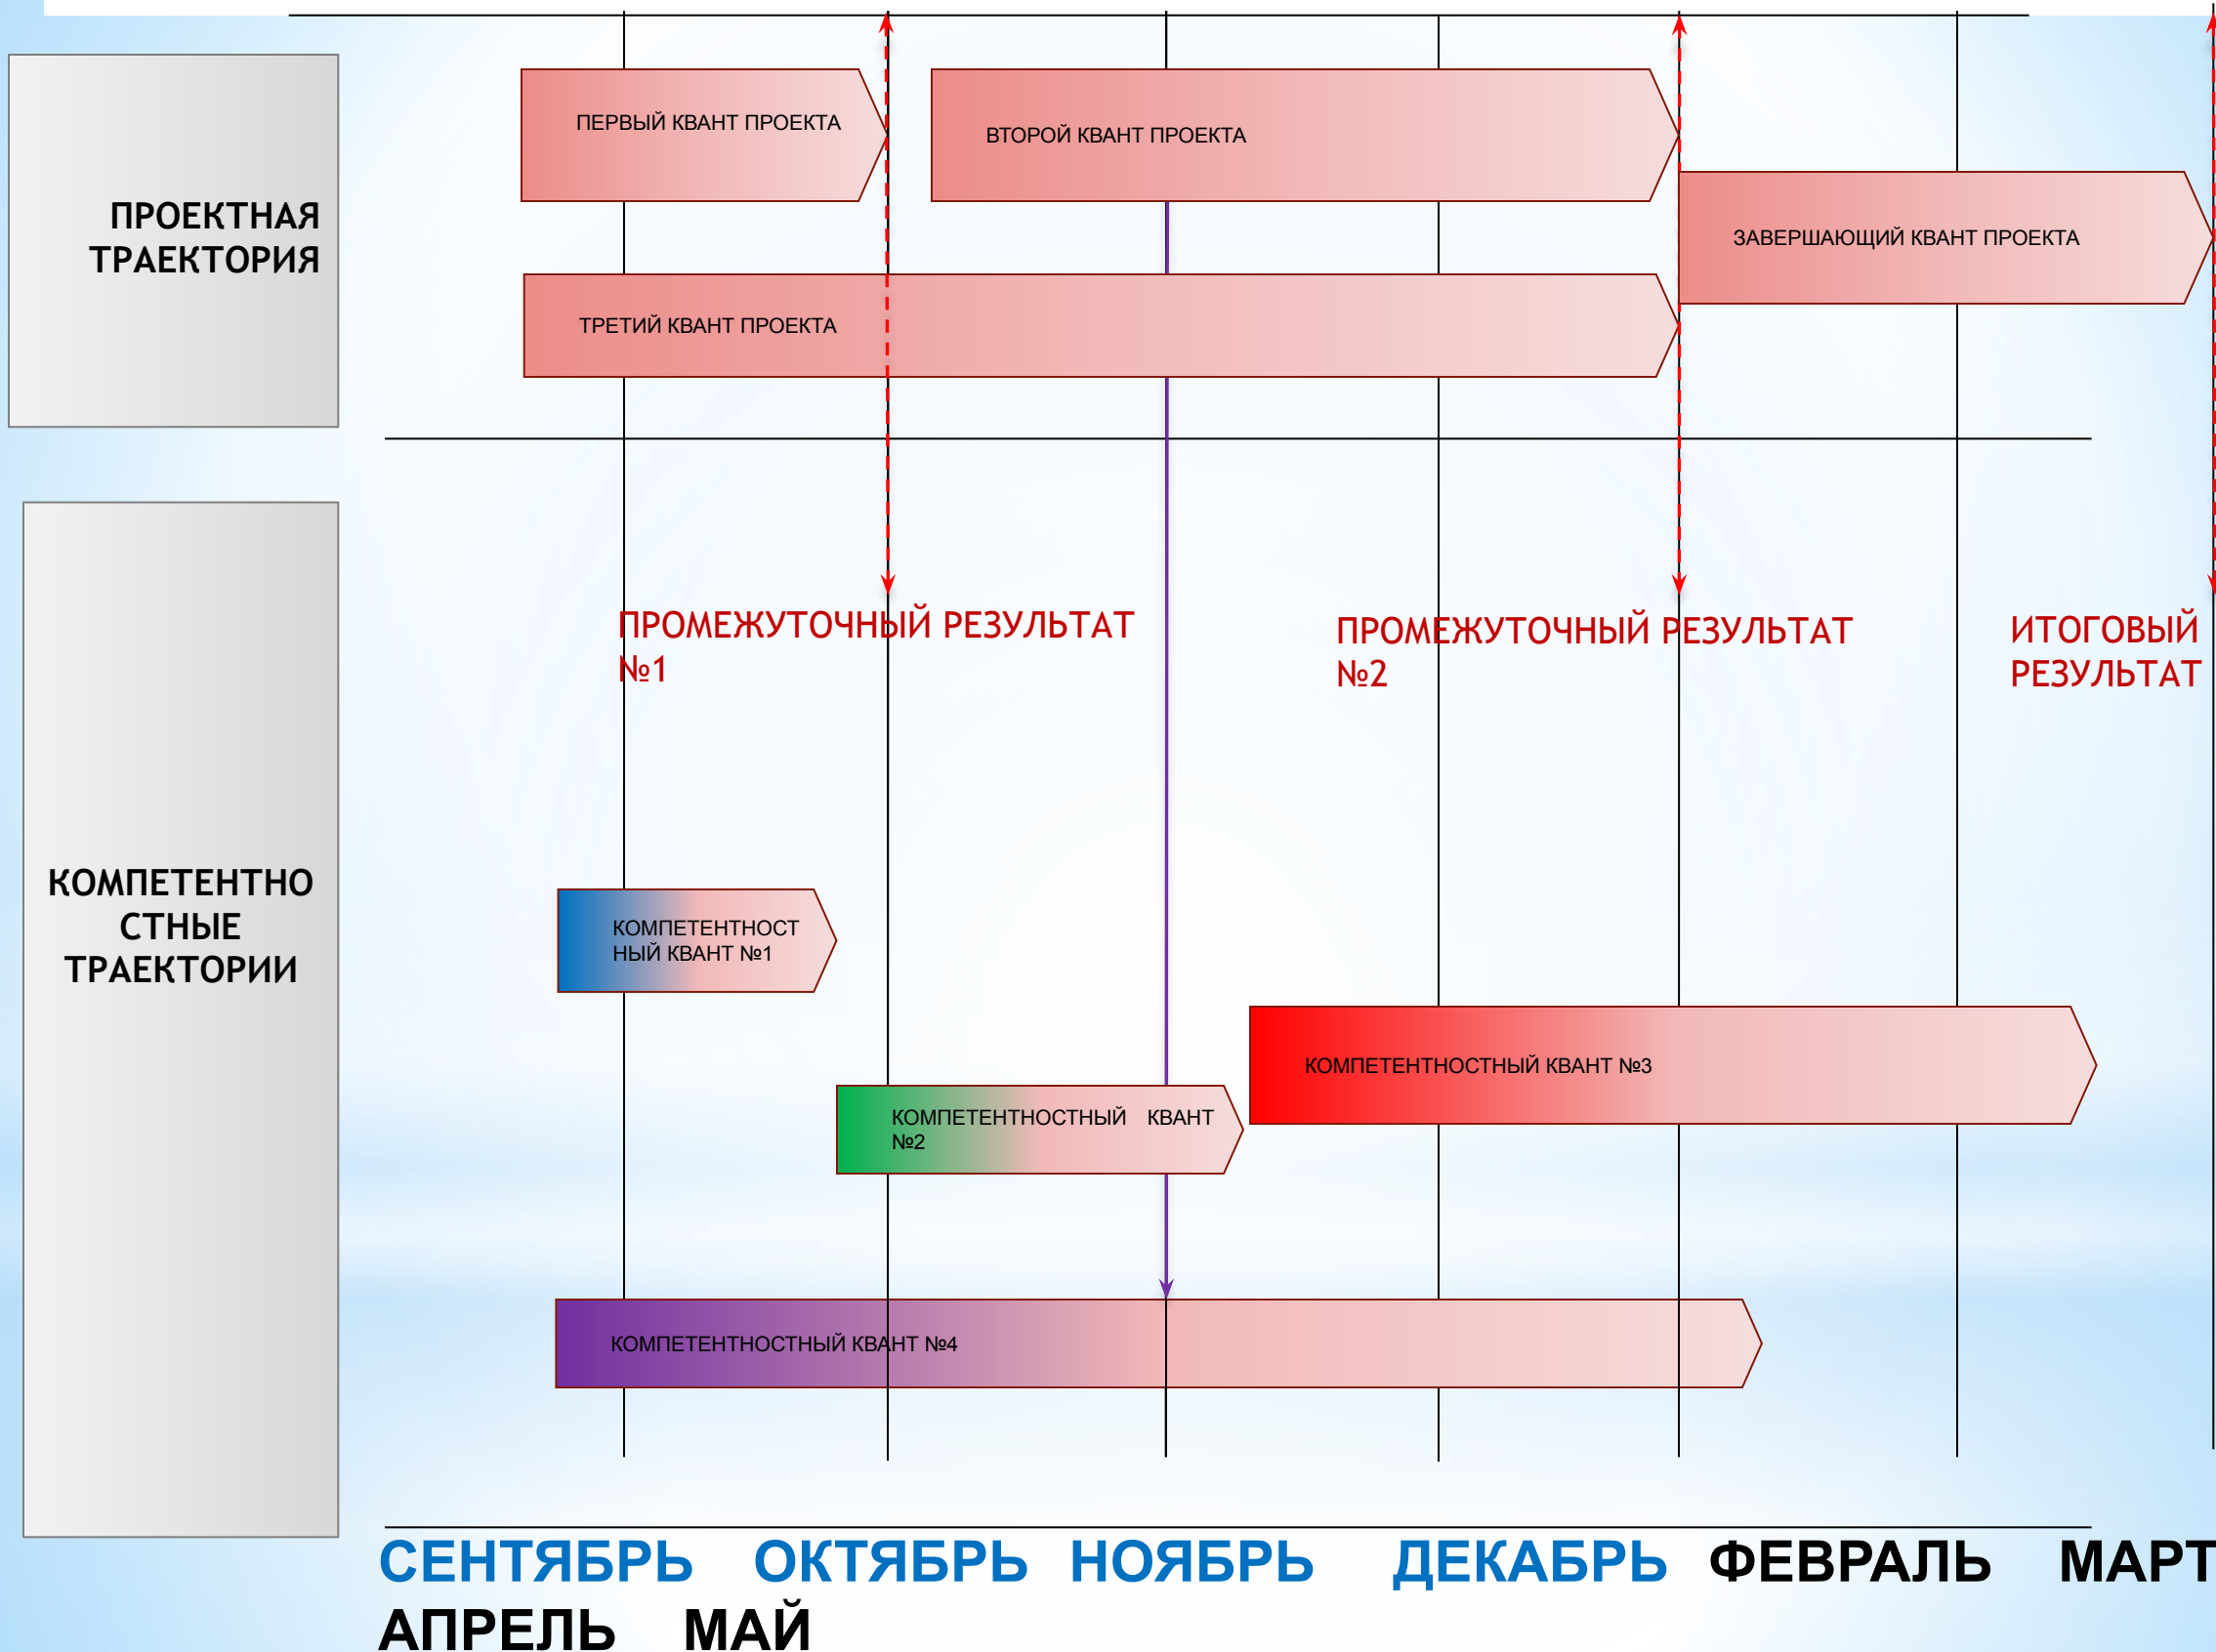 ПЕРВЫЙ КВАНТ ПРОЕКТА
ВТОРОЙ КВАНТ ПРОЕКТА
ПРОЕКТНАЯ
ТРАЕКТОРИЯ
ЗАВЕРШАЮЩИЙ КВАНТ ПРОЕКТА
ТРЕТИЙ КВАНТ ПРОЕКТА
ПРОМЕЖУТОЧНЫЙ РЕЗУЛЬТАТ
№1
ПРОМЕЖУТОЧНЫЙ РЕЗУЛЬТАТ
№2
ИТОГОВЫЙ
РЕЗУЛЬТАТ
КОМПЕТЕНТНО
СТНЫЕ
ТРАЕКТОРИИ
КОМПЕТЕНТНОСТ
НЫЙ КВАНТ №1
КОМПЕТЕНТНОСТНЫЙ КВАНТ №3
КОМПЕТЕНТНОСТНЫЙ КВАНТ
№2
КОМПЕТЕНТНОСТНЫЙ КВАНТ №4
СЕНТЯБРЬ ОКТЯБРЬ НОЯБРЬ ДЕКАБРЬ ФЕВРАЛЬ МАРТ
АПРЕЛЬ МАЙ